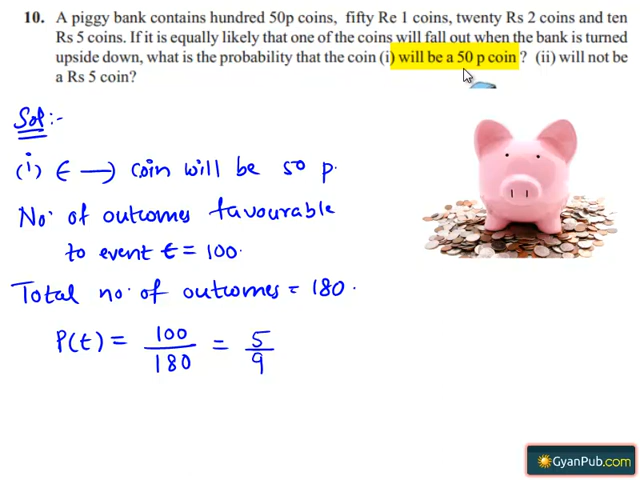 10. A piggy bank contains hundred 50p coins, fifty Re 1 coins, twenty Rs 2 coins and ten
Rs 5 coins. If it is equally likely that one of the coins will fall out when the bank is turned
upside down, what is the probability that the coin (i) will be a 50 p coin ? (ii) will not be
a Rs 5 coin?
Sol:-
(i) E → coin will be 50 p.
No. of outcomes favourable
to event E = 100.
Total no. of outcomes = 180.
P(E) = 100/180 = 5/9
GyanPub.com